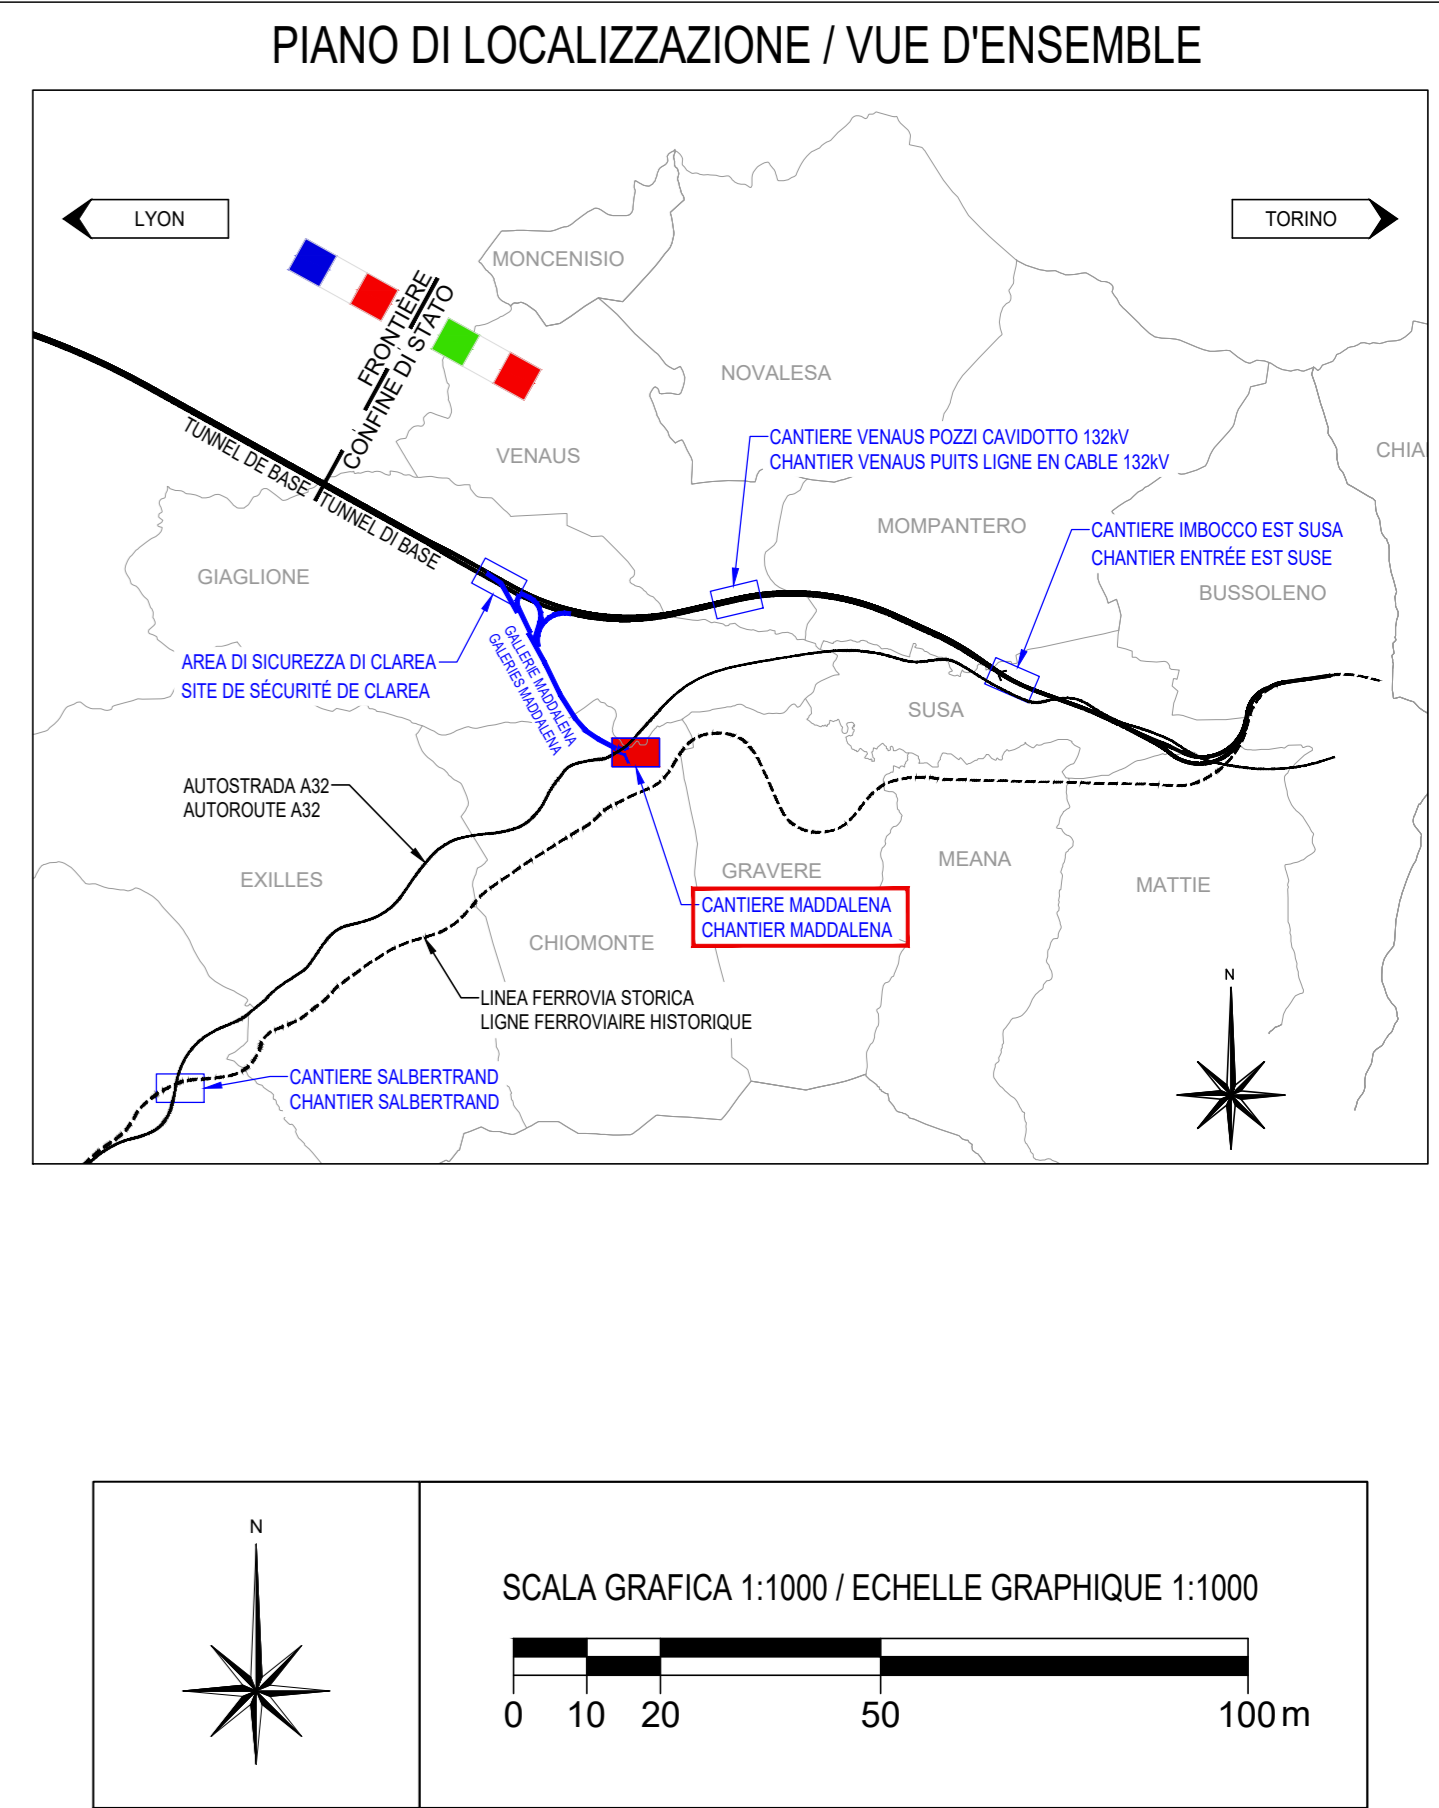 PIANO DI LOCALIZZAZIONE / VUE D'ENSEMBLE
LYON
TORINO
MONCENISIO
FRONTIÈRE
CONFINE DI STATO
NOVALESA
TUNNEL DE BASE
TUNNEL DI BASE
VENAUS
CANTIERE VENAUS POZZI CAVIDOTTO 132kV
CHANTIER VENAUS PUITS LIGNE EN CABLE 132kV
CHIA
MOMPANTERO
CANTIERE IMBOCCO EST SUSA
CHANTIER ENTRÉE EST SUSE
GIAGLIONE
BUSSOLENO
GALLERIE MADDALENA
GALERIES MADDALENA
AREA DI SICUREZZA DI CLAREA
SITE DE SÉCURITÉ DE CLAREA
SUSA
AUTOSTRADA A32
AUTOROUTE A32
EXILLES
GRAVERE
MEANA
MATTIE
CANTIERE MADDALENA
CHANTIER MADDALENA
CHIOMONTE
LINEA FERROVIA STORICA
LIGNE FERROVIAIRE HISTORIQUE
N
CANTIERE SALBERTRAND
CHANTIER SALBERTRAND
N
SCALA GRAFICA 1:1000 / ECHELLE GRAPHIQUE 1:1000
0 10 20 50 100 m